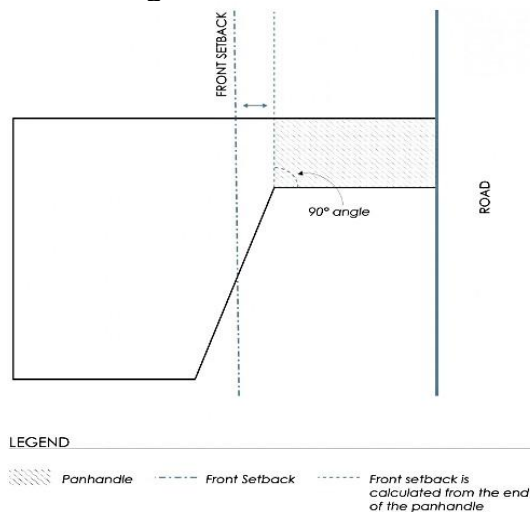 FRONT SETBACK
90° angle
ROAD
LEGEND
Panhandle
Front Setback
Front setback is
calculated from the end
of the panhandle